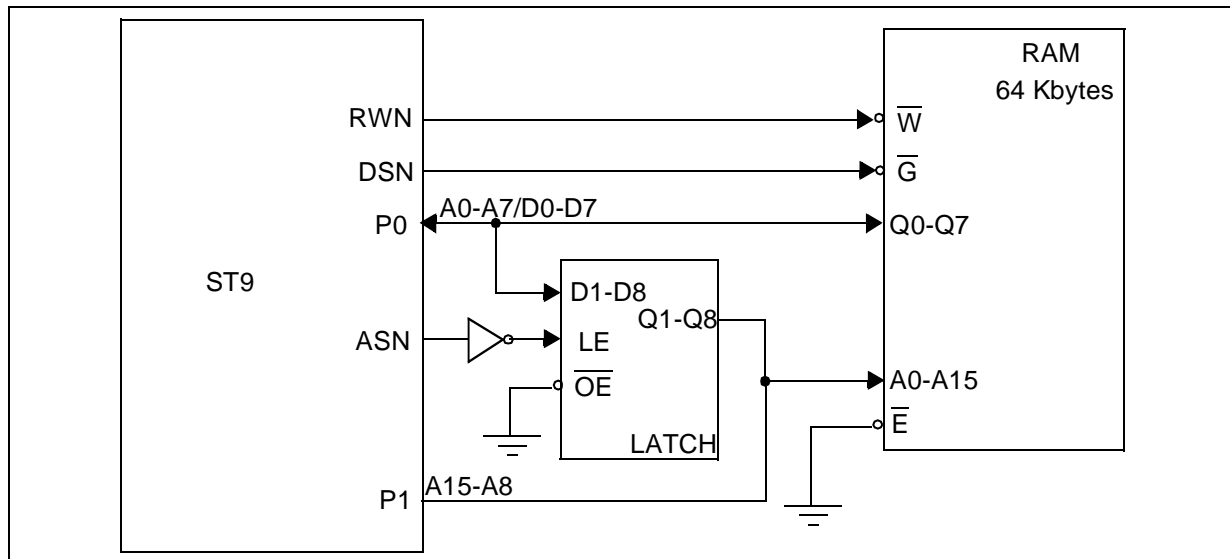 RAM
64 Kbytes
RWN
W̅
DSN
G̅
A0-A7/D0-D7
P0
Q0-Q7
ST9
D1-D8
Q1-Q8
ASN
LE
O̅E̅
A0-A15
E̅
LATCH
P1
A15-A8